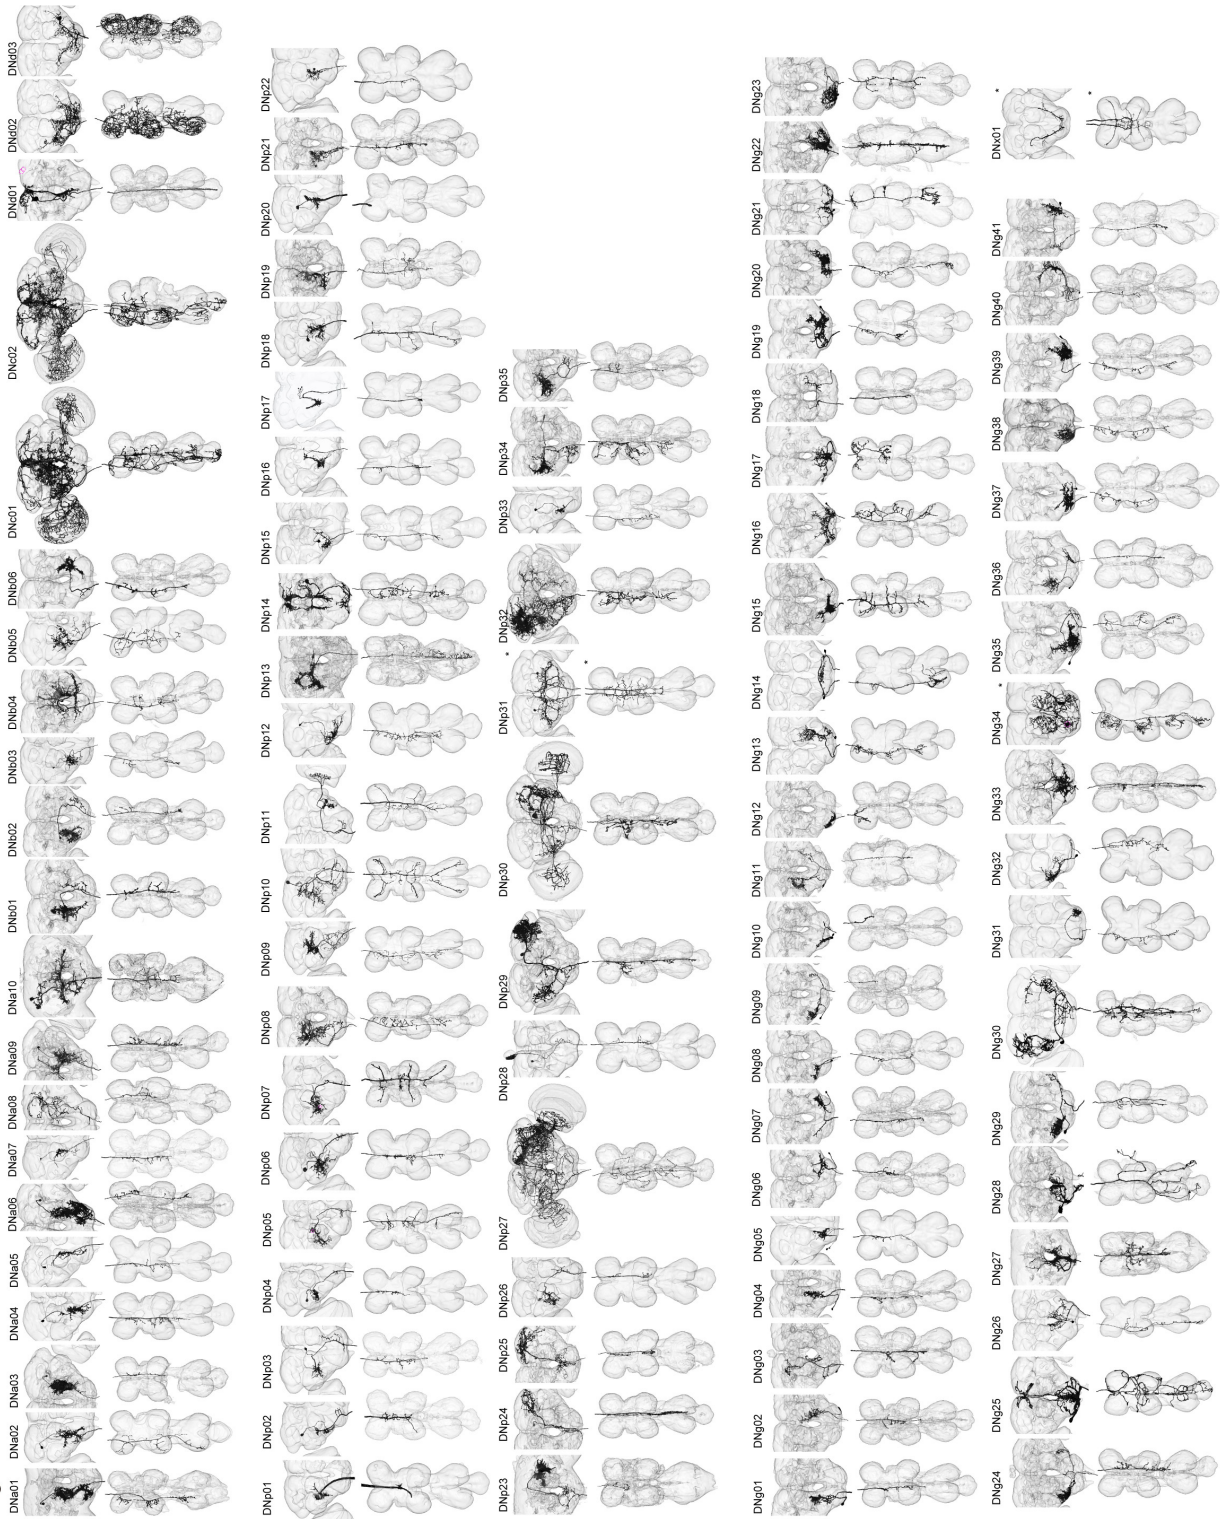 DNa01 DNa02 DNa03 DNa04 DNa05 DNa06 DNa07 DNa08 DNa09 DNa10 DNb01 DNb02 DNb03 DNb04 DNb05 DNb06 DNc01 DNc02 DNd01 DNd02 DNd03
DNp01 DNp02 DNp03 DNp04 DNp05 DNp06 DNp07 DNp08 DNp09 DNp10 DNp11 DNp12 DNp13 DNp14 DNp15 DNp16 DNp17 DNp18 DNp19 DNp20 DNp21 DNp22
DNp23 DNp24 DNp25 DNp26 DNp27 DNp28 DNp29 DNp30 DNp31 * DNp32 DNp33 DNp34 DNp35
*
DNg01 DNg02 DNg03 DNg04 DNg05 DNg06 DNg07 DNg08 DNg09 DNg10 DNg11 DNg12 DNg13 DNg14 DNg15 DNg16 DNg17 DNg18 DNg19 DNg20 DNg21 DNg22 DNg23
DNg24 DNg25 DNg26 DNg27 DNg28 DNg29 DNg30 DNg31 DNg32 DNg33 DNg34 * DNg35 DNg36 DNg37 DNg38 DNg39 DNg40 DNg41 DNx01 *
*